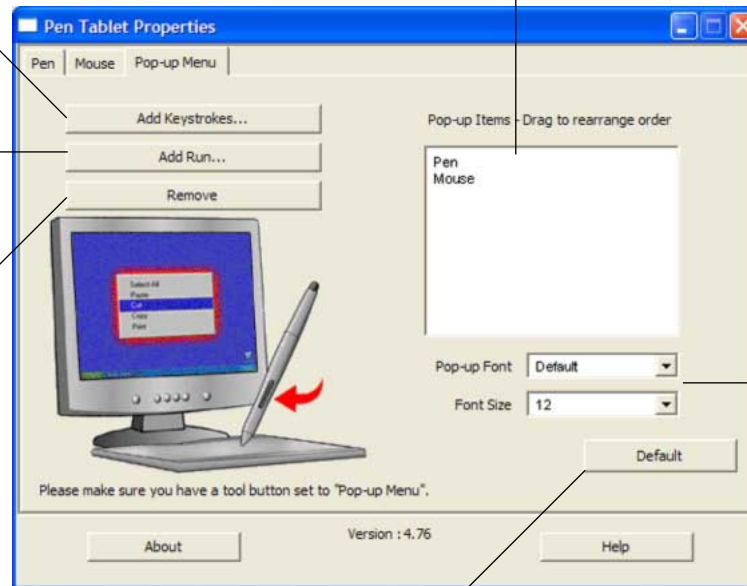 Pen Tablet Properties
Pen Mouse Pop-up Menu
Add Keystrokes...
Add Run...
Remove
Pop-up Items - Drag to rearrange order
Pen
Mouse
Select All
Paste
Cut
Copy
Print
Pop-up Font Default
Font Size 12
Default
Please make sure you have a tool button set to "Pop-up Menu".
Version : 4.76
About
Help